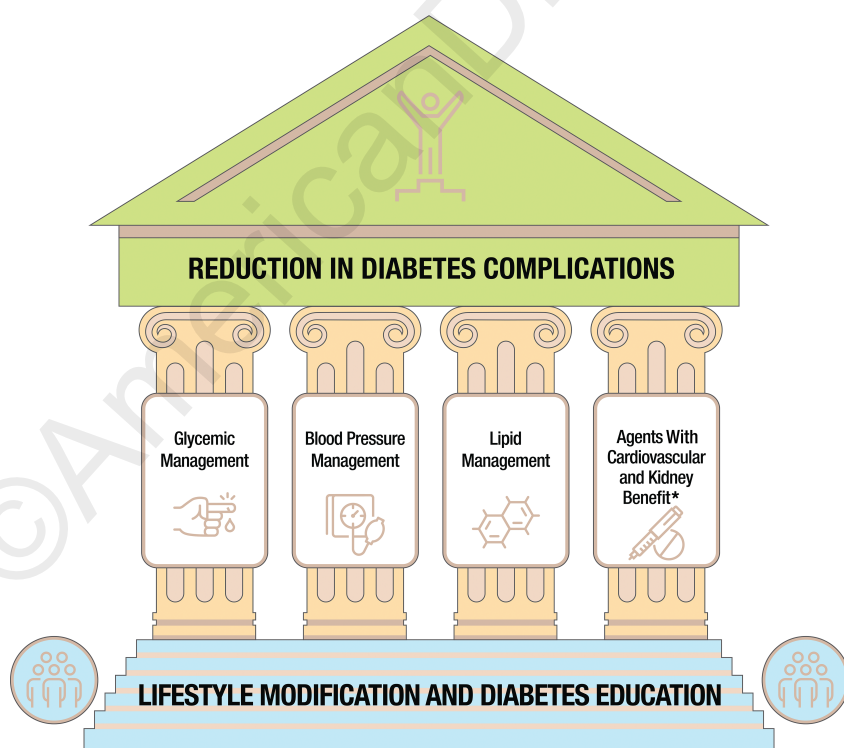 ©AmericanD
REDUCTION IN DIABETES COMPLICATIONS
Glycemic
Management
Blood Pressure
Management
Lipid
Management
Agents With
Cardiovascular
and Kidney
Benefit*
LIFESTYLE MODIFICATION AND DIABETES EDUCATION